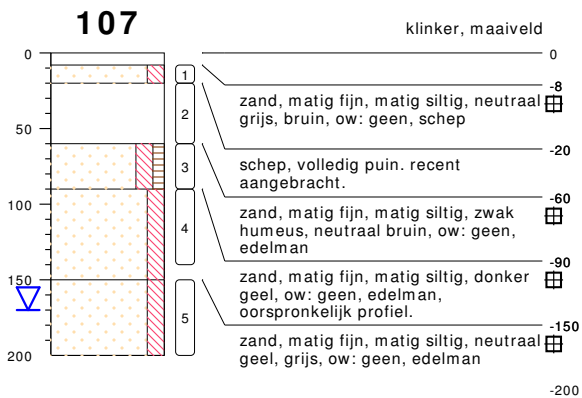 107
klinker, maaiveld
0
0
-8
1
zand, matig fijn, matig siltig, neutraal
grijs, bruin, ow: geen, schep
2
50
-20
schep, volledig puin. recent
aangebracht.
3
-60
zand, matig fijn, matig siltig, zwak
humeus, neutraal bruin, ow: geen,
edelman
100
4
-90
zand, matig fijn, matig siltig, donker
geel, ow: geen, edelman,
oorspronkelijk profiel.
150
5
-150
zand, matig fijn, matig siltig, neutraal
geel, grijs, ow: geen, edelman
200
-200